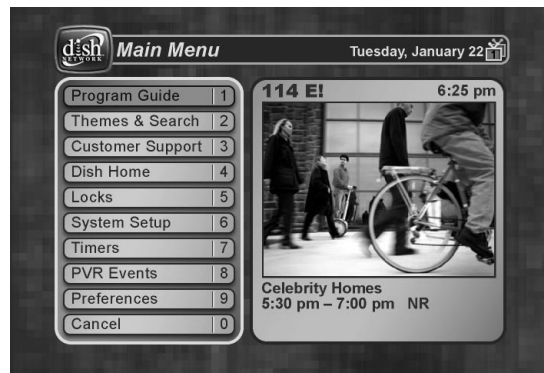 dish
NETWORK
Main Menu
Tuesday, January 22
1
Program Guide 1
Themes & Search 2
Customer Support 3
Dish Home 4
Locks 5
System Setup 6
Timers 7
PVR Events 8
Preferences 9
Cancel 0
114 E! 6:25 pm
Celebrity Homes
5:30 pm – 7:00 pm NR